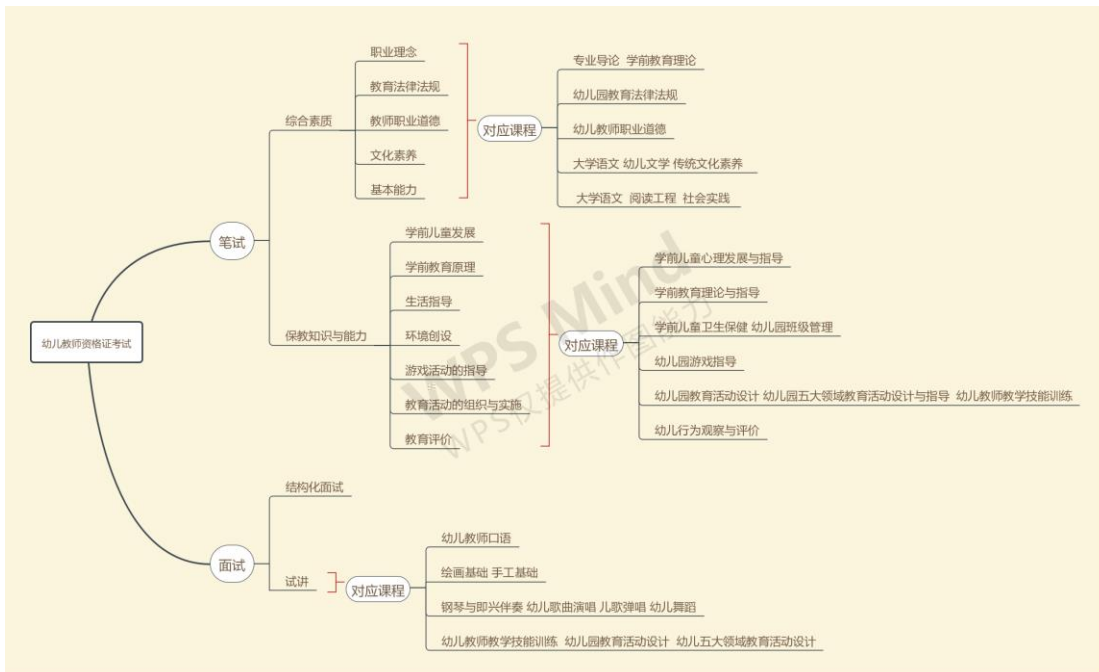 幼儿教师资格证考试
笔试
综合素质
职业理念
教育法律法规
教师职业道德
文化素养
基本能力
对应课程
专业导论 学前教育理论
幼儿园教育法律法规
幼儿教师职业道德
大学语文 幼儿文学 传统文化素养
大学语文 阅读工程 社会实践
保教知识与能力
学前儿童发展
学前教育原理
生活指导
环境创设
游戏活动的指导
教育活动的组织与实施
教育评价
对应课程
学前儿童心理发展与指导
学前教育理论与指导
学前儿童卫生保健 幼儿园班级管理
幼儿园游戏指导
幼儿园教育活动设计 幼儿园五大领域教育活动设计与指导 幼儿教师教学技能训练
幼儿行为观察与评价
面试
结构化面试
试讲
对应课程
幼儿教师口语
绘画基础 手工基础
钢琴与即兴伴奏 幼儿歌曲演唱 儿歌弹唱 幼儿舞蹈
幼儿教师教学技能训练 幼儿园教育活动设计 幼儿五大领域教育活动设计
WPS Mind
WPS仅提供作图能力